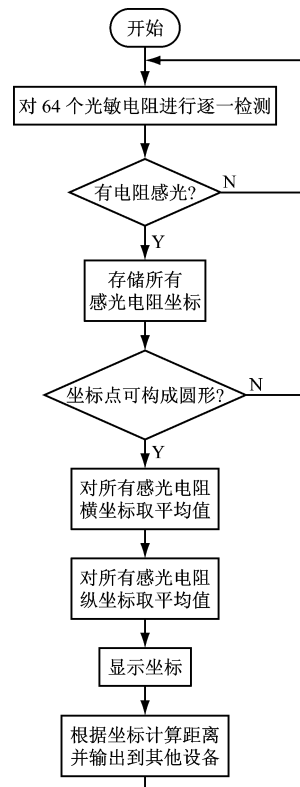 开始
对 64 个光敏电阻进行逐一检测
有电阻感光?
N
Y
存储所有
感光电阻坐标
坐标点可构成圆形?
N
Y
对所有感光电阻
横坐标取平均值
对所有感光电阻
纵坐标取平均值
显示坐标
根据坐标计算距离
并输出到其他设备